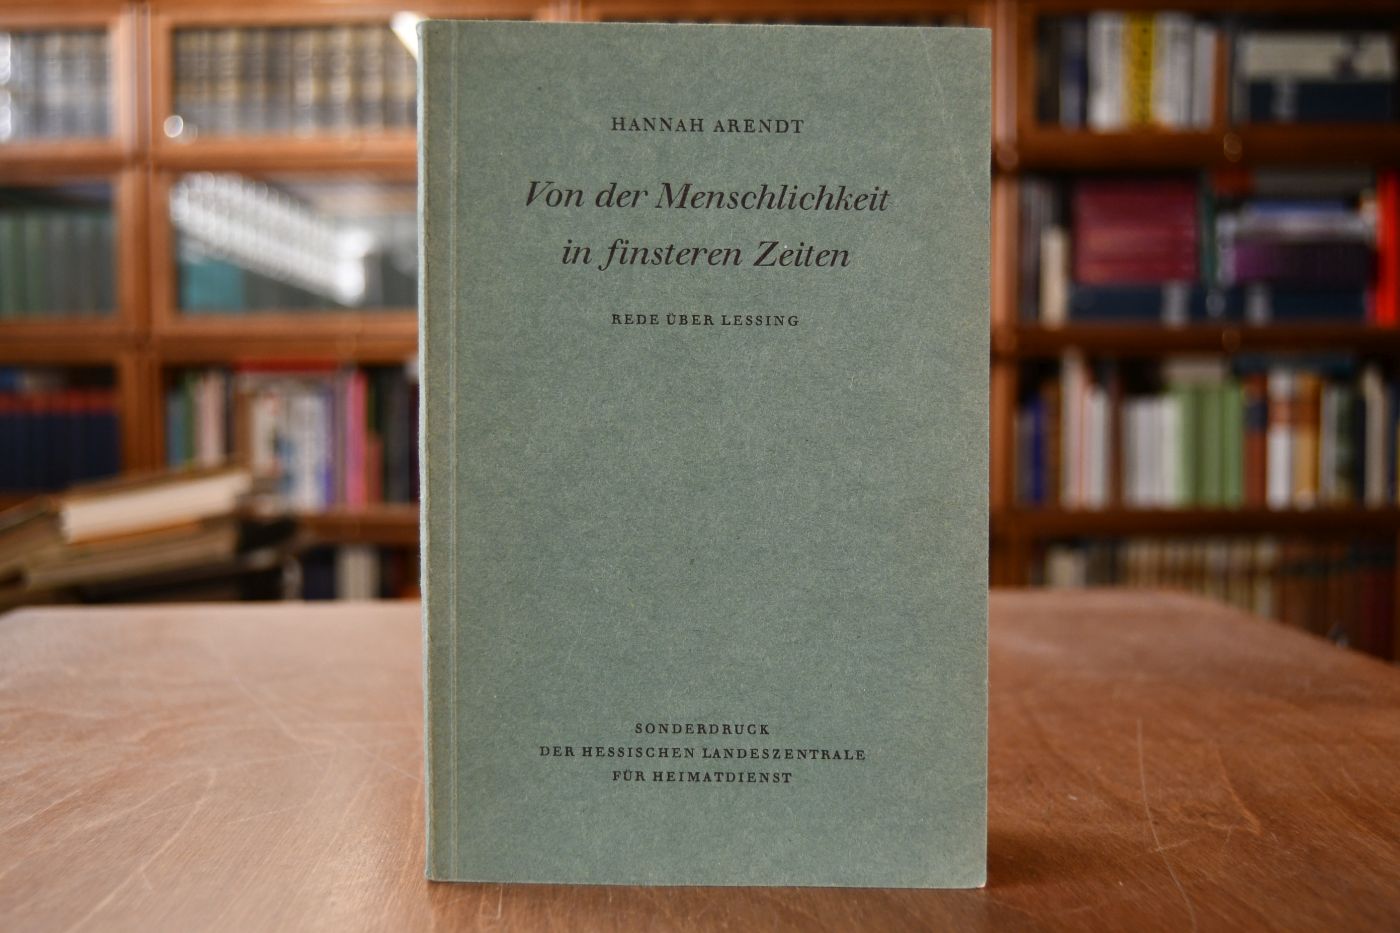 HANNAH ARENDT
Von der Menschlichkeit
in finsteren Zeiten
REDE ÜBER LESSING
SONDERDRUCK
DER HESSISCHEN LANDESZENTRALE
FÜR HEIMATDIENST